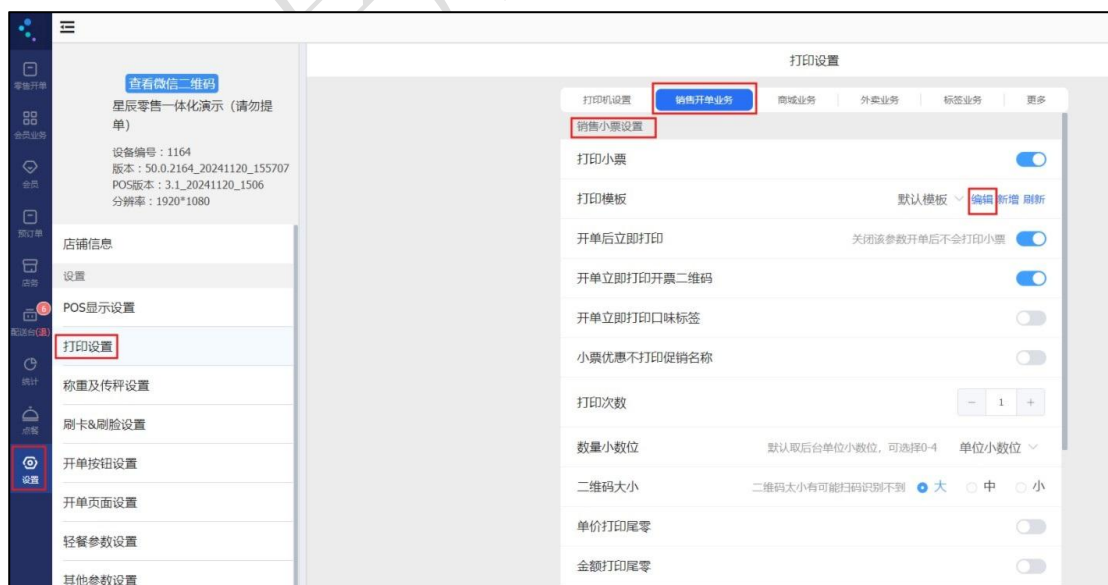 零售开单
会员业务
会员
预订单
店务
6
配送台(退)
统计
点餐
设置
查看微信二维码
星辰零售一体化演示（请勿提
单）
设备编号：1164
版本：50.0.2164_20241120_155707
POS版本：3.1_20241120_1506
分辨率：1920*1080
店铺信息
设置
POS显示设置
打印设置
称重及传秤设置
刷卡&刷脸设置
开单按钮设置
开单页面设置
轻餐参数设置
其他参数设置
打印设置
打印机设置 销售开单业务 商城业务 外卖业务 标签业务 更多
销售小票设置
打印小票
打印模板 默认模板 编辑 新增 刷新
开单后立即打印 关闭该参数开单后不会打印小票
开单立即打印开票二维码
开单立即打印口味标签
小票优惠不打印促销名称
打印次数 - 1 +
数量小数位 默认取后台单位小数位，可选择0-4 单位小数位
二维码大小 二维码太小有可能扫码识别不到 大 中 小
单价打印尾零
金额打印尾零